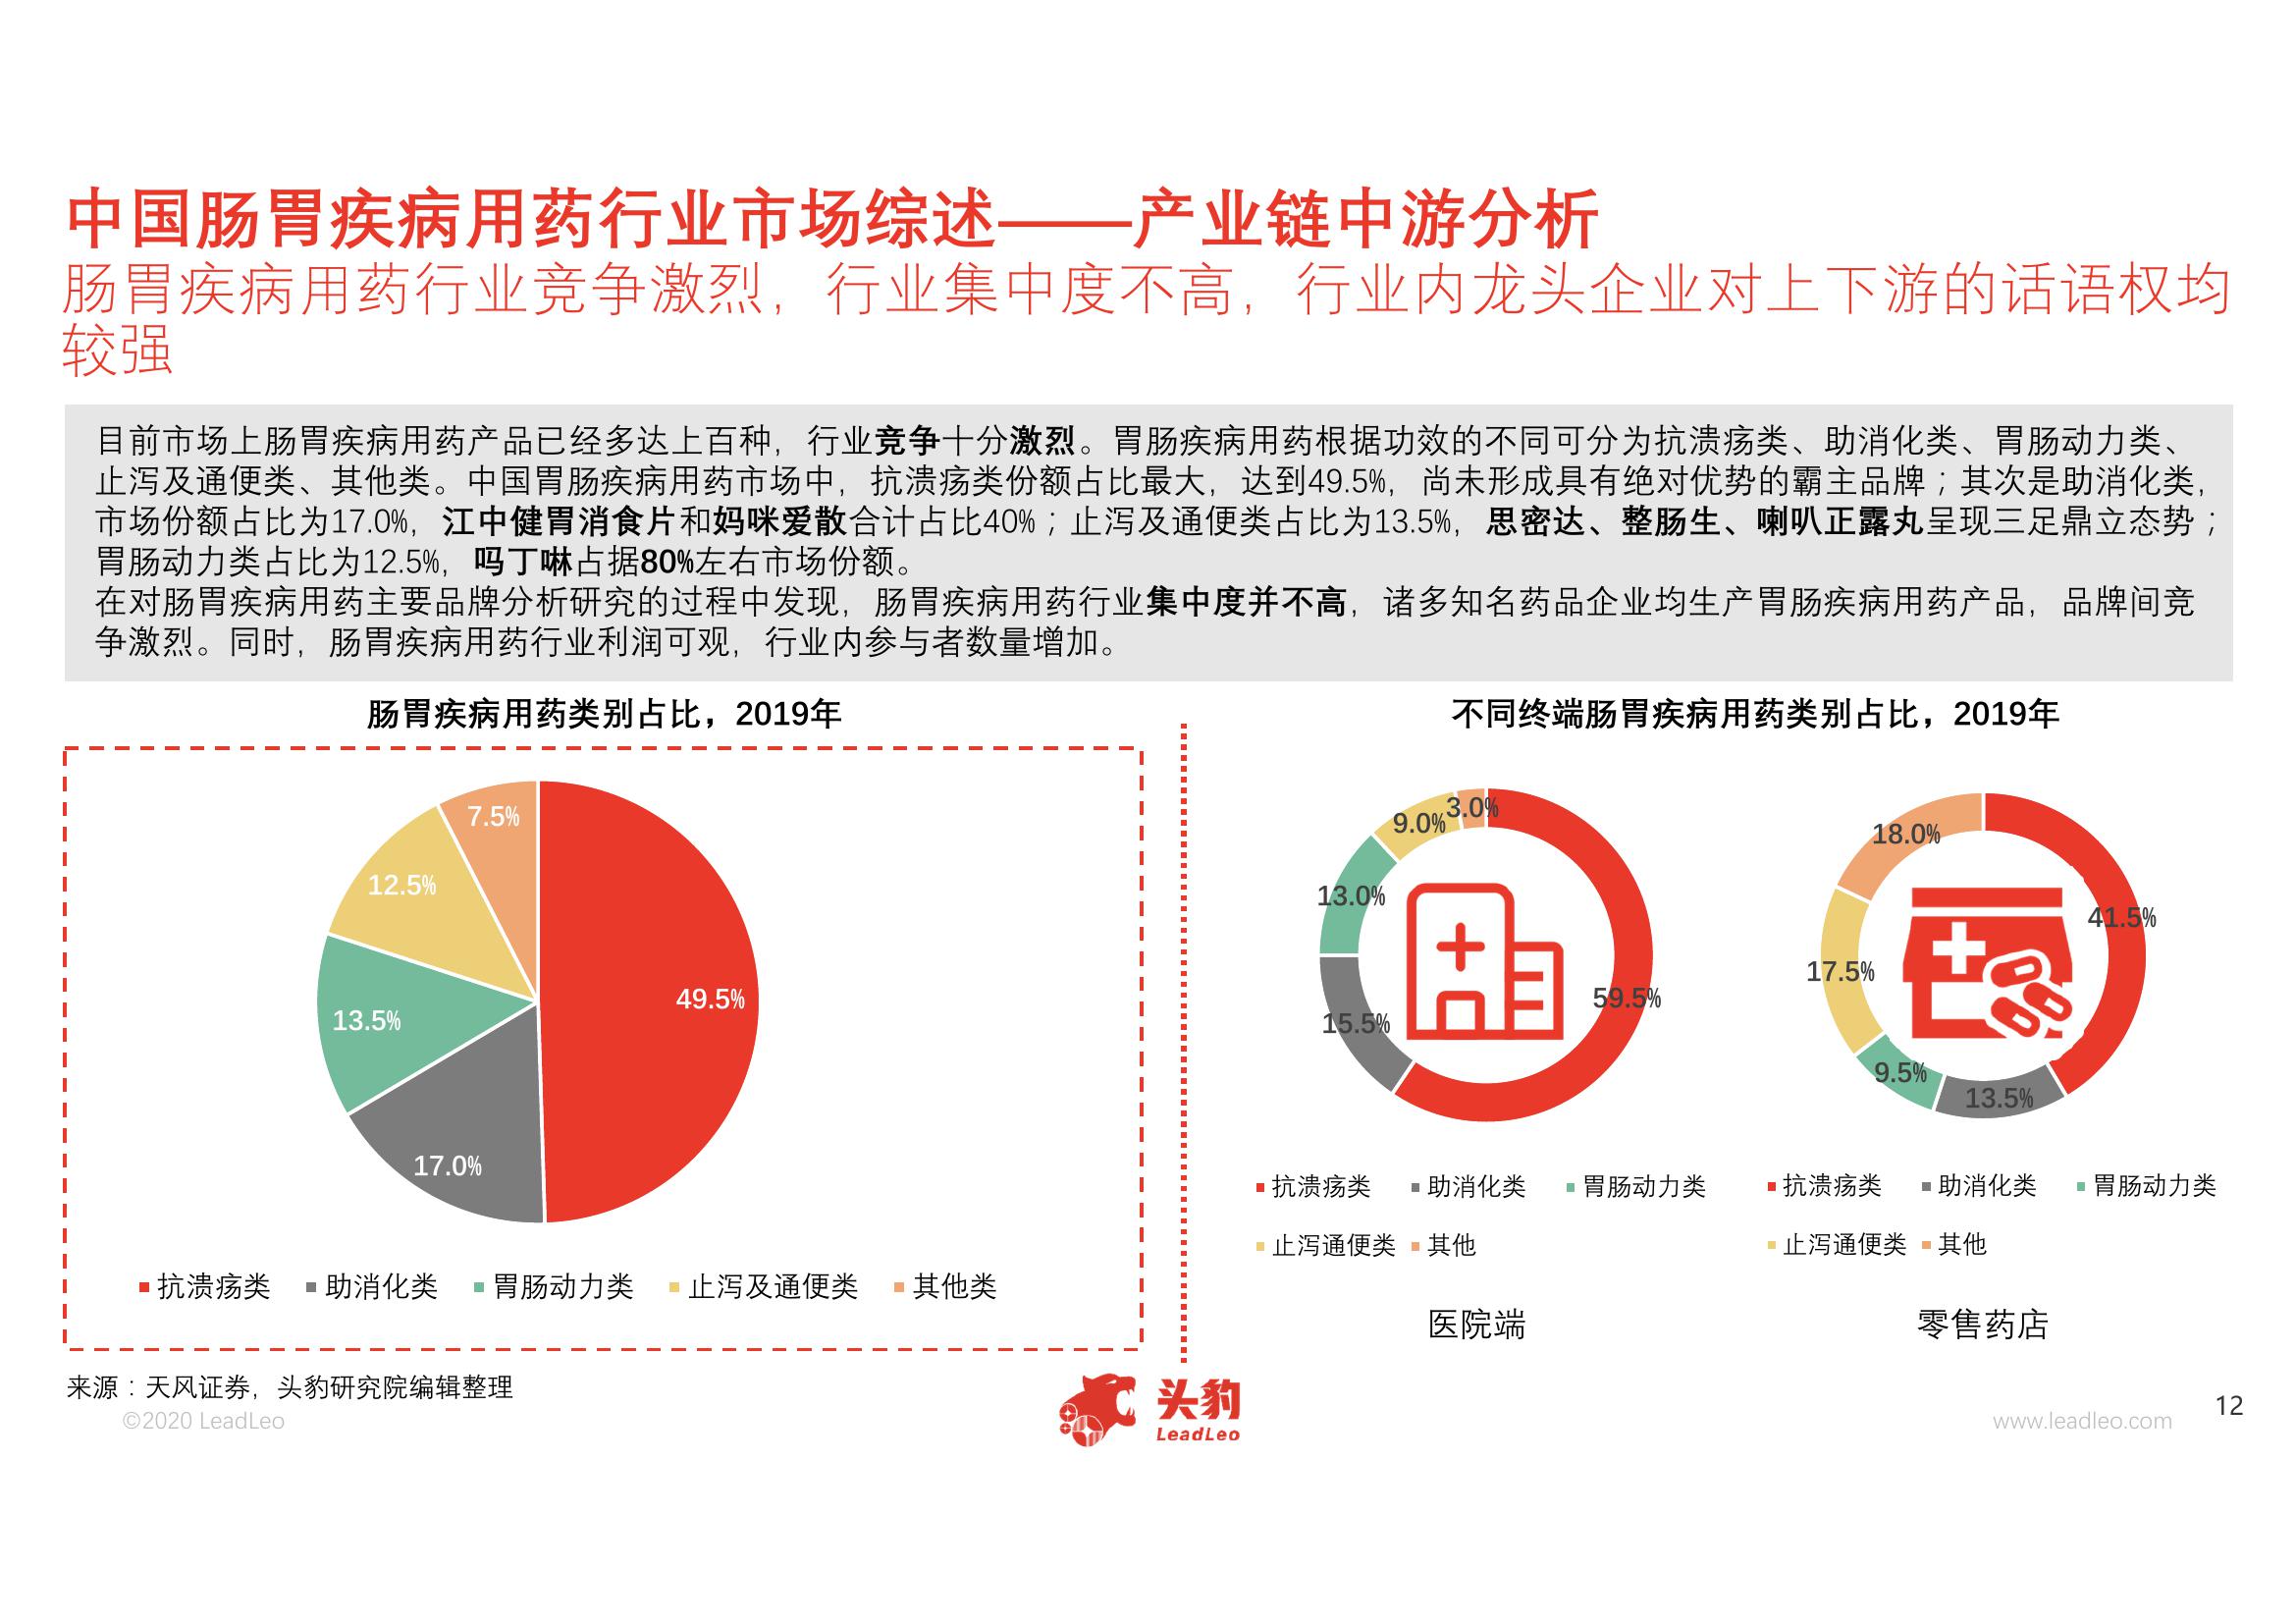 中国肠胃疾病用药行业市场综述——产业链中游分析
肠胃疾病用药行业竞争激烈，行业集中度不高，行业内龙头企业对上下游的话语权均
较强
目前市场上肠胃疾病用药产品已经多达上百种，行业竞争十分激烈。胃肠疾病用药根据功效的不同可分为抗溃疡类、助消化类、胃肠动力类、
止泻及通便类、其他类。中国胃肠疾病用药市场中，抗溃疡类份额占比最大，达到49.5%，尚未形成具有绝对优势的霸主品牌；其次是助消化类，
市场份额占比为17.0%，江中健胃消食片和妈咪爱散合计占比40%；止泻及通便类占比为13.5%，思密达、整肠生、喇叭正露丸呈现三足鼎立态势；
胃肠动力类占比为12.5%，吗丁啉占据80%左右市场份额。
在对肠胃疾病用药主要品牌分析研究的过程中发现，肠胃疾病用药行业集中度并不高，诸多知名药品企业均生产胃肠疾病用药产品，品牌间竞
争激烈。同时，肠胃疾病用药行业利润可观，行业内参与者数量增加。
肠胃疾病用药类别占比，2019年
7.5%
12.5%
49.5%
13.5%
17.0%
抗溃疡类 助消化类 胃肠动力类 止泻及通便类 其他类
不同终端肠胃疾病用药类别占比，2019年
3.0%
9.0%
13.0%
59.5%
15.5%
抗溃疡类 助消化类 胃肠动力类
止泻通便类 其他
医院端
18.0%
41.5%
17.5%
9.5%
13.5%
抗溃疡类 助消化类 胃肠动力类
止泻通便类 其他
零售药店
来源：天风证券，头豹研究院编辑整理
©2020 LeadLeo
头豹
LeadLeo
www.leadleo.com
12